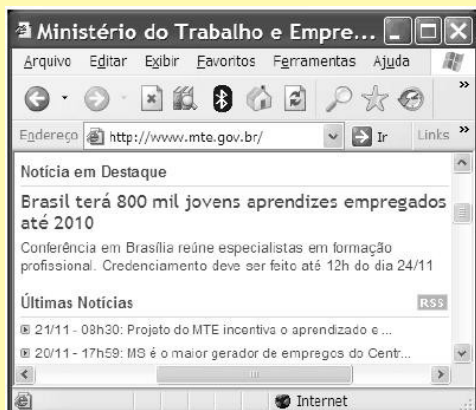 Ministério do Trabalho e Empre...
Arquivo Editar Exibir Favoritos Ferramentas Ajuda
Endereço http://www.mte.gov.br/ Ir Links »
Notícia em Destaque
Brasil terá 800 mil jovens aprendizes empregados
até 2010
Conferência em Brasília reúne especialistas em formação
profissional. Credenciamento deve ser feito até 12h do dia 24/11
Últimas Notícias RSS
21/11 - 08h30: Projeto do MTE incentiva o aprendizado e ...
20/11 - 17h59: MS é o maior gerador de empregos do Centr...
Internet